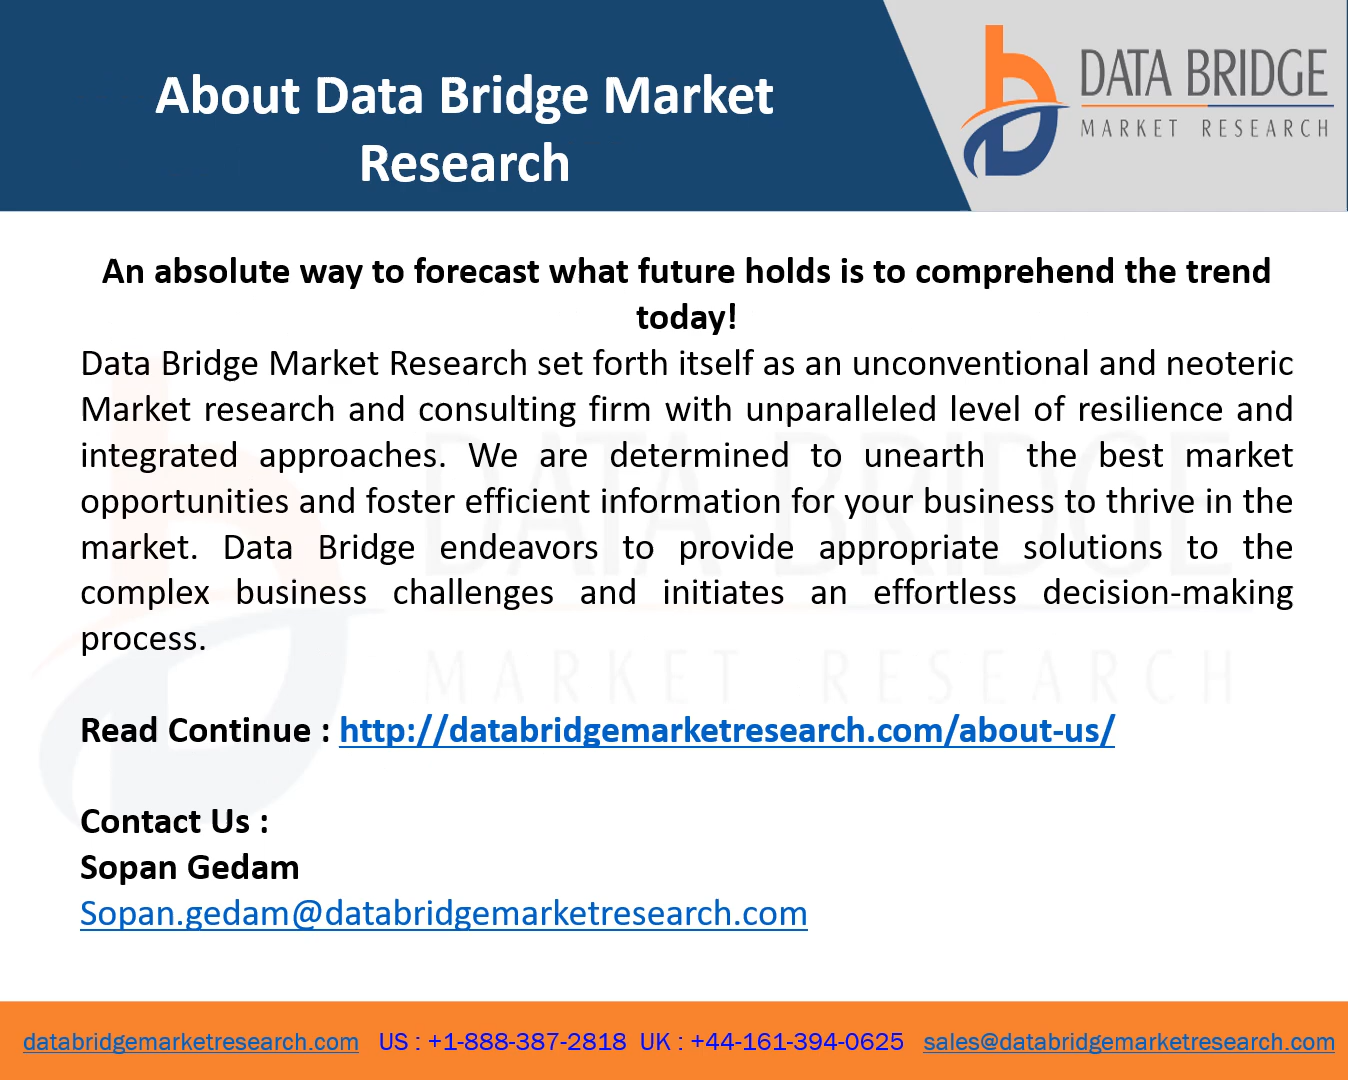 About Data Bridge Market
Research
DATA BRIDGE
MARKET RESEARCH
An absolute way to forecast what future holds is to comprehend the trend
today!
Data Bridge Market Research set forth itself as an unconventional and neoteric
Market research and consulting firm with unparalleled level of resilience and
integrated approaches. We are determined to unearth  the best market
opportunities and foster efficient information for your business to thrive in the
market. Data Bridge endeavors to provide appropriate solutions to the
complex business challenges and initiates an effortless decision-making
process.
DATA BRIDGE
MARKET RESEARCH
Read Continue : http://databridgemarketresearch.com/about-us/
Contact Us :
Sopan Gedam
Sopan.gedam@databridgemarketresearch.com
databridgemarketresearch.com US : +1-888-387-2818 UK : +44-161-394-0625 sales@databridgemarketresearch.com